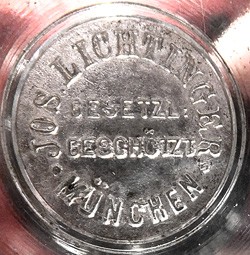 JOS. LICHTINGER.
GESETZL.
GESCHÜTZT
MÜNCHEN